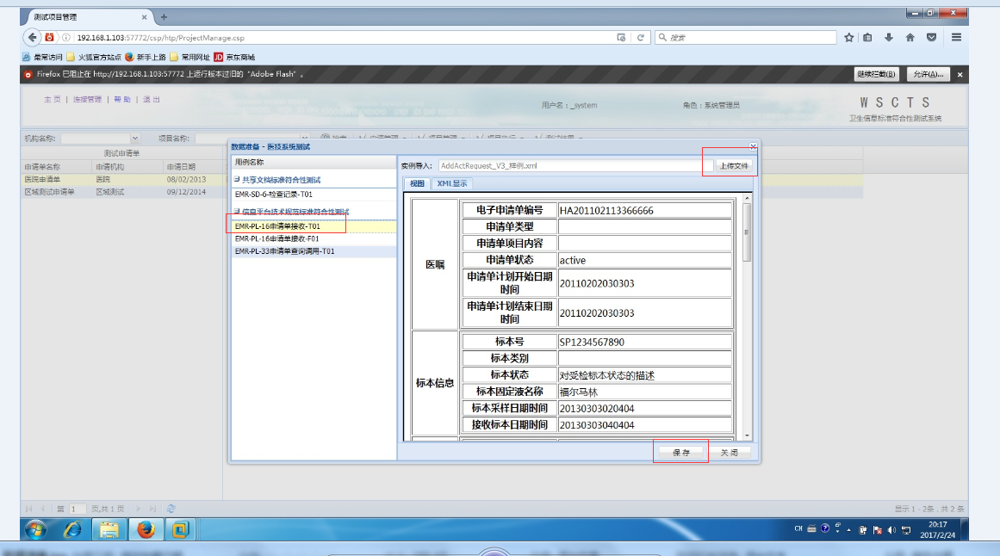 测试项目管理
192.168.1.103:57772/csp/htp/ProjectManage.csp
搜索
最常访问 火狐官方站点 新手上路 常用网址 JD 京东商城
Firefox 已阻止在 http://192.168.1.103:57772 上运行版本过旧的 "Adobe Flash" 。 继续拦截(B) 允许(A)...
主 页 | 连接管理 | 帮 助 | 退 出
用户名：_system 角色：系统管理员
W S C T S
卫生信息标准符合性测试系统
机构名称: 项目名称:
测试申请单
申请单名称 申请机构 申请日期
医院申请单 医院 08/02/2013
区域测试申请单 区域测试 09/12/2014
数据准备 - 医技系统测试
用例名称
共享文档标准符合性测试
EMR-SD-6-检查记录-T01
信息平台技术规范标准符合性测试
EMR-PL-16申请单接收-T01
EMR-PL-16申请单接收-F01
EMR-PL-33申请单查询调用-T01
实例导入: AddActRequest_V3_样例.xml 上传文件
视图 XML显示
医嘱
电子申请单编号 HA201102113366666
申请单类型
申请单项目内容
申请单状态 active
申请单计划开始日期时间 20110202030303
申请单计划结束日期时间 20110202030303
标本信息
标本号 SP1234567890
标本类别
标本状态 对受检标本状态的描述
标本固定液名称 福尔马林
标本采样日期时间 20130303020404
接收标本日期时间 20130303040404
保 存 关 闭
第 1 页,共 1 页
显示 1 - 2条 , 共 2 条
CH
20:17
2017/2/24